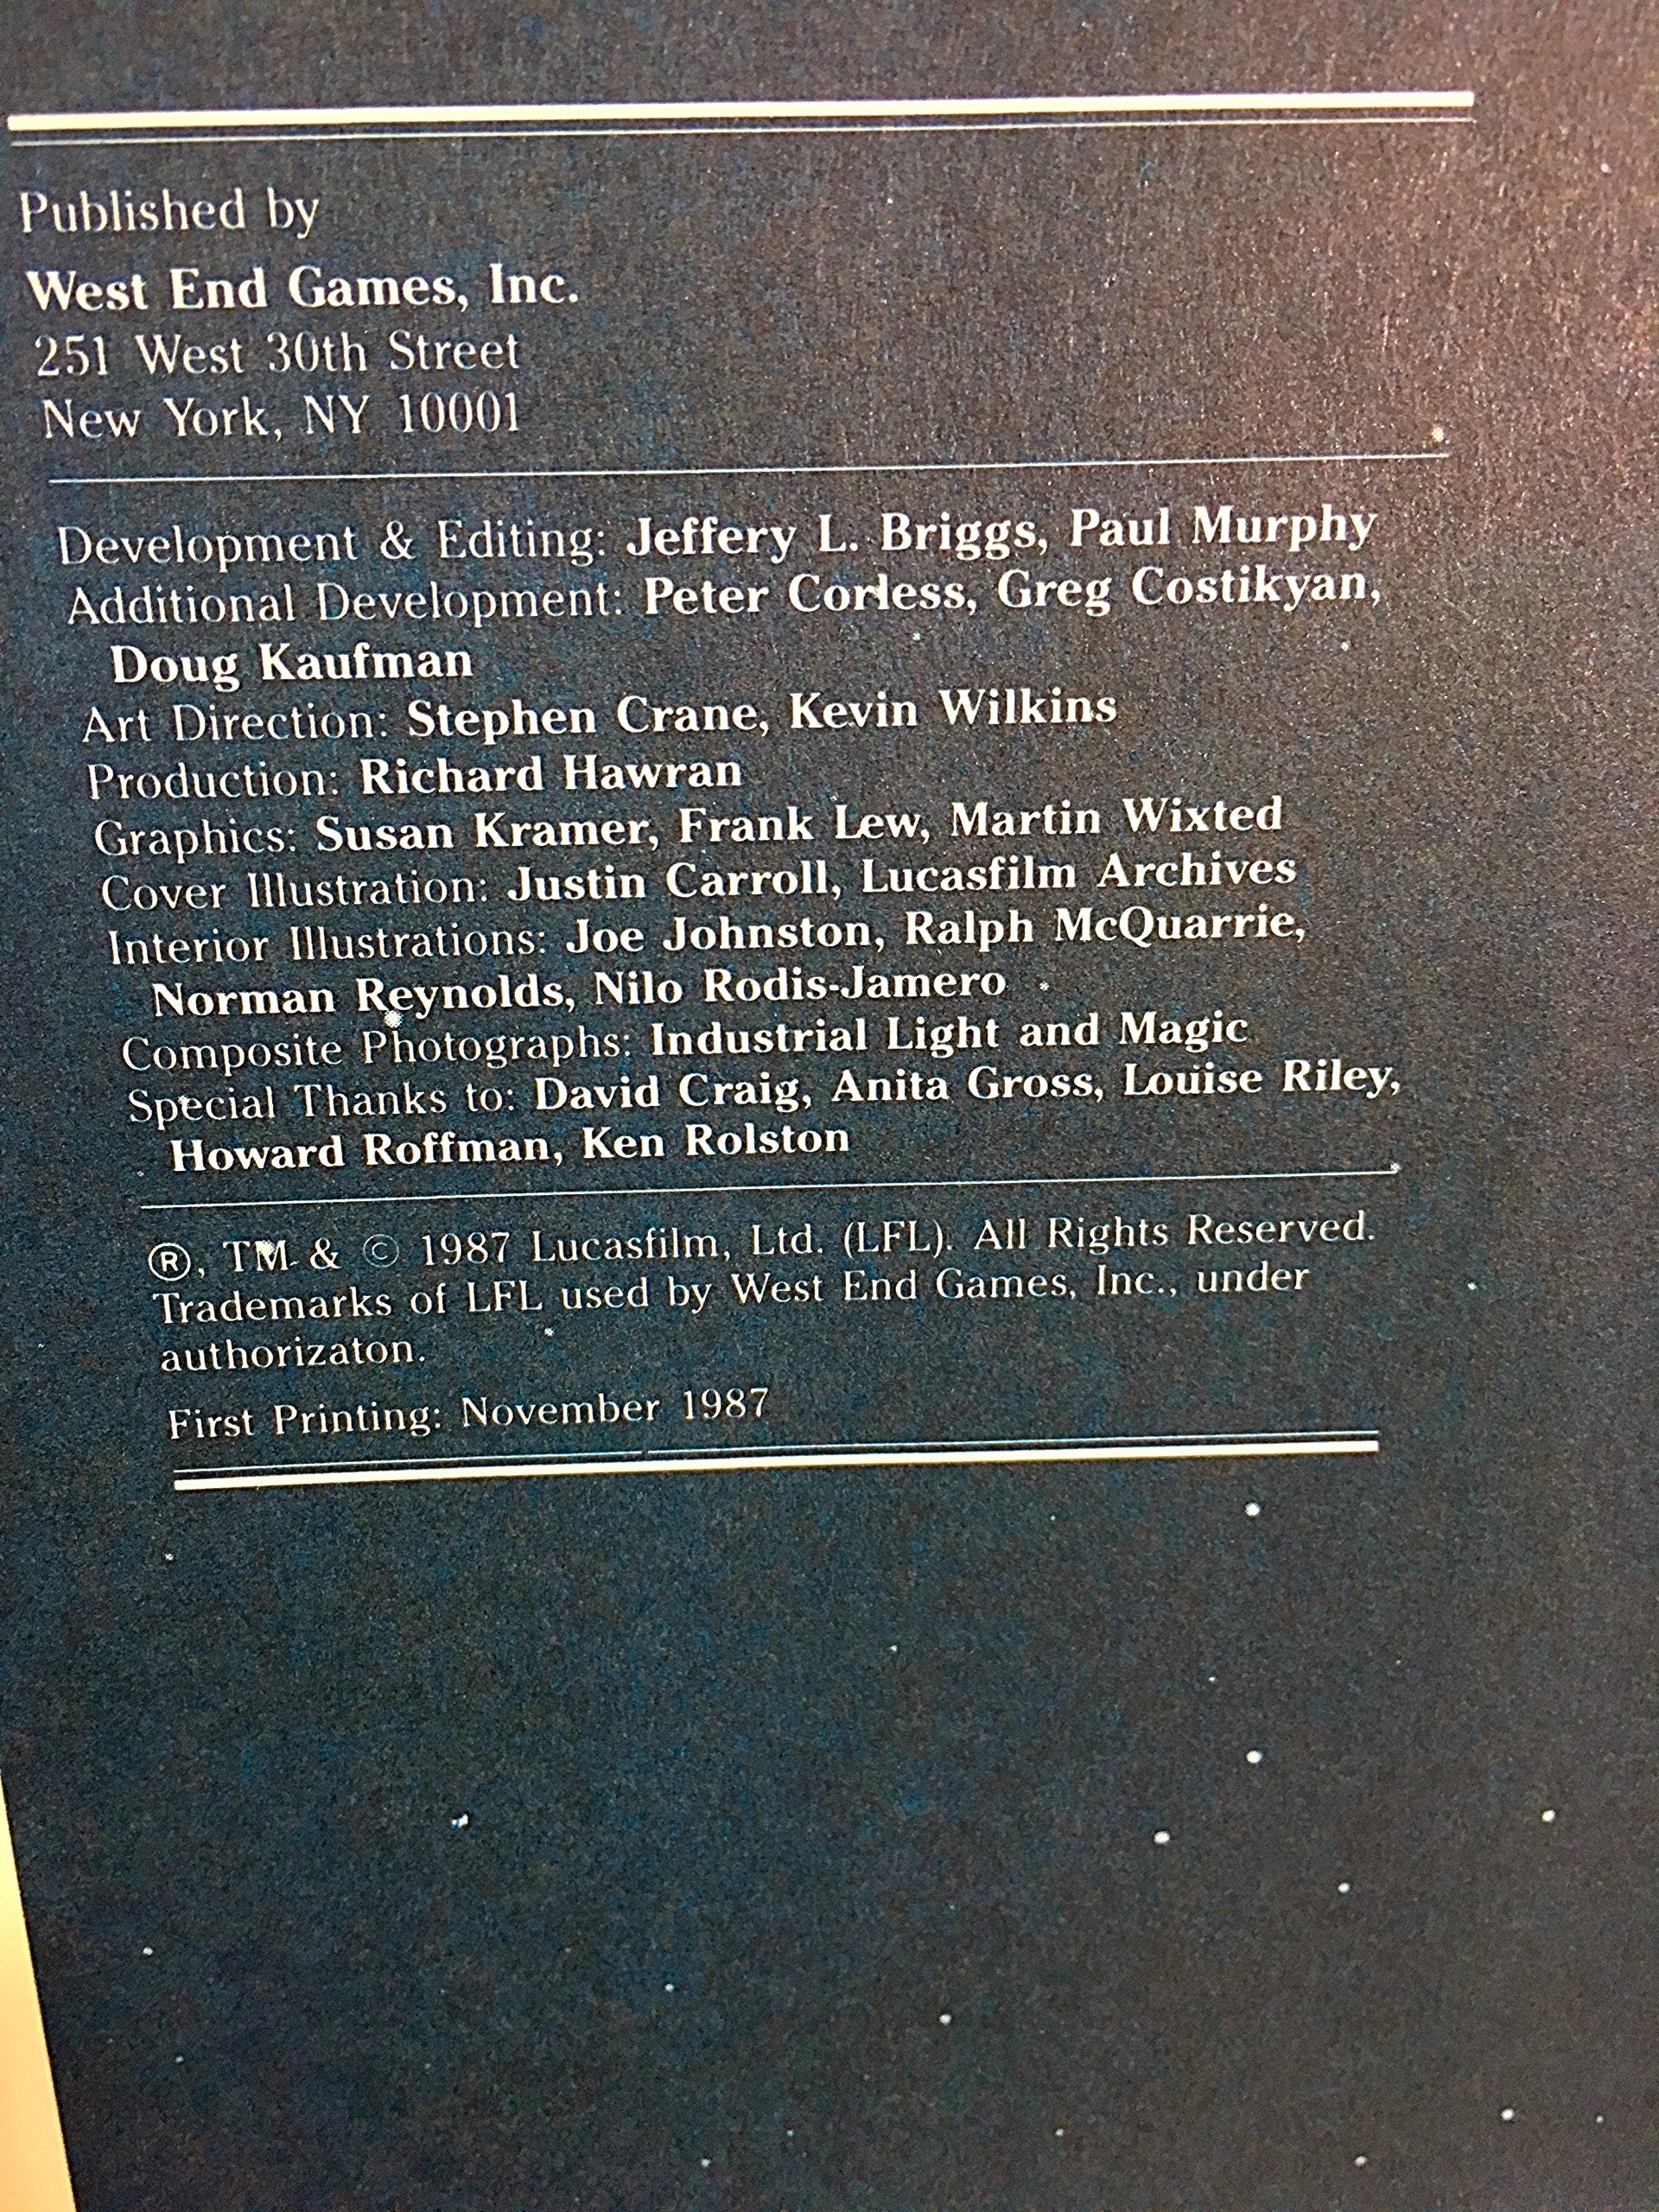 Published by
West End Games, Inc.
251 West 30th Street
New York, NY 10001
Development & Editing: Jeffery L. Briggs, Paul Murphy
Additional Development: Peter Corless, Greg Costikyan,
Doug Kaufman
Art Direction: Stephen Crane, Kevin Wilkins
Production: Richard Hawran
Graphics: Susan Kramer, Frank Lew, Martin Wixted
Cover Illustration: Justin Carroll, Lucasfilm Archives
Interior Illustrations: Joe Johnston, Ralph McQuarrie,
Norman Reynolds, Nilo Rodis-Jamero
Composite Photographs: Industrial Light and Magic
Special Thanks to: David Craig, Anita Gross, Louise Riley,
Howard Roffman, Ken Rolston
®, TM & © 1987 Lucasfilm, Ltd. (LFL). All Rights Reserved.
Trademarks of LFL used by West End Games, Inc., under
authorizaton.
First Printing: November 1987